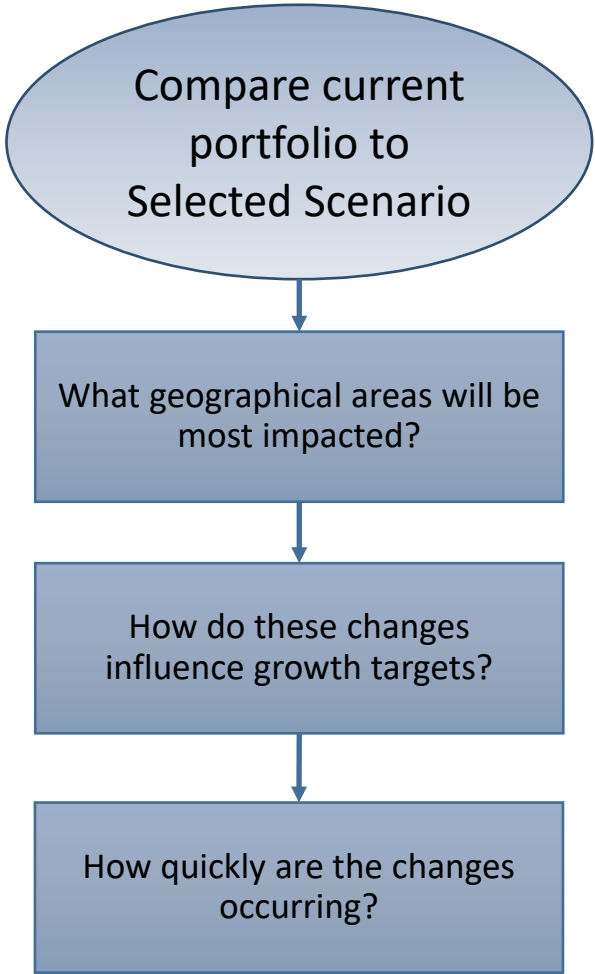 Compare current
portfolio to
Selected Scenario
What geographical areas will be
most impacted?
How do these changes
influence growth targets?
How quickly are the changes
occurring?